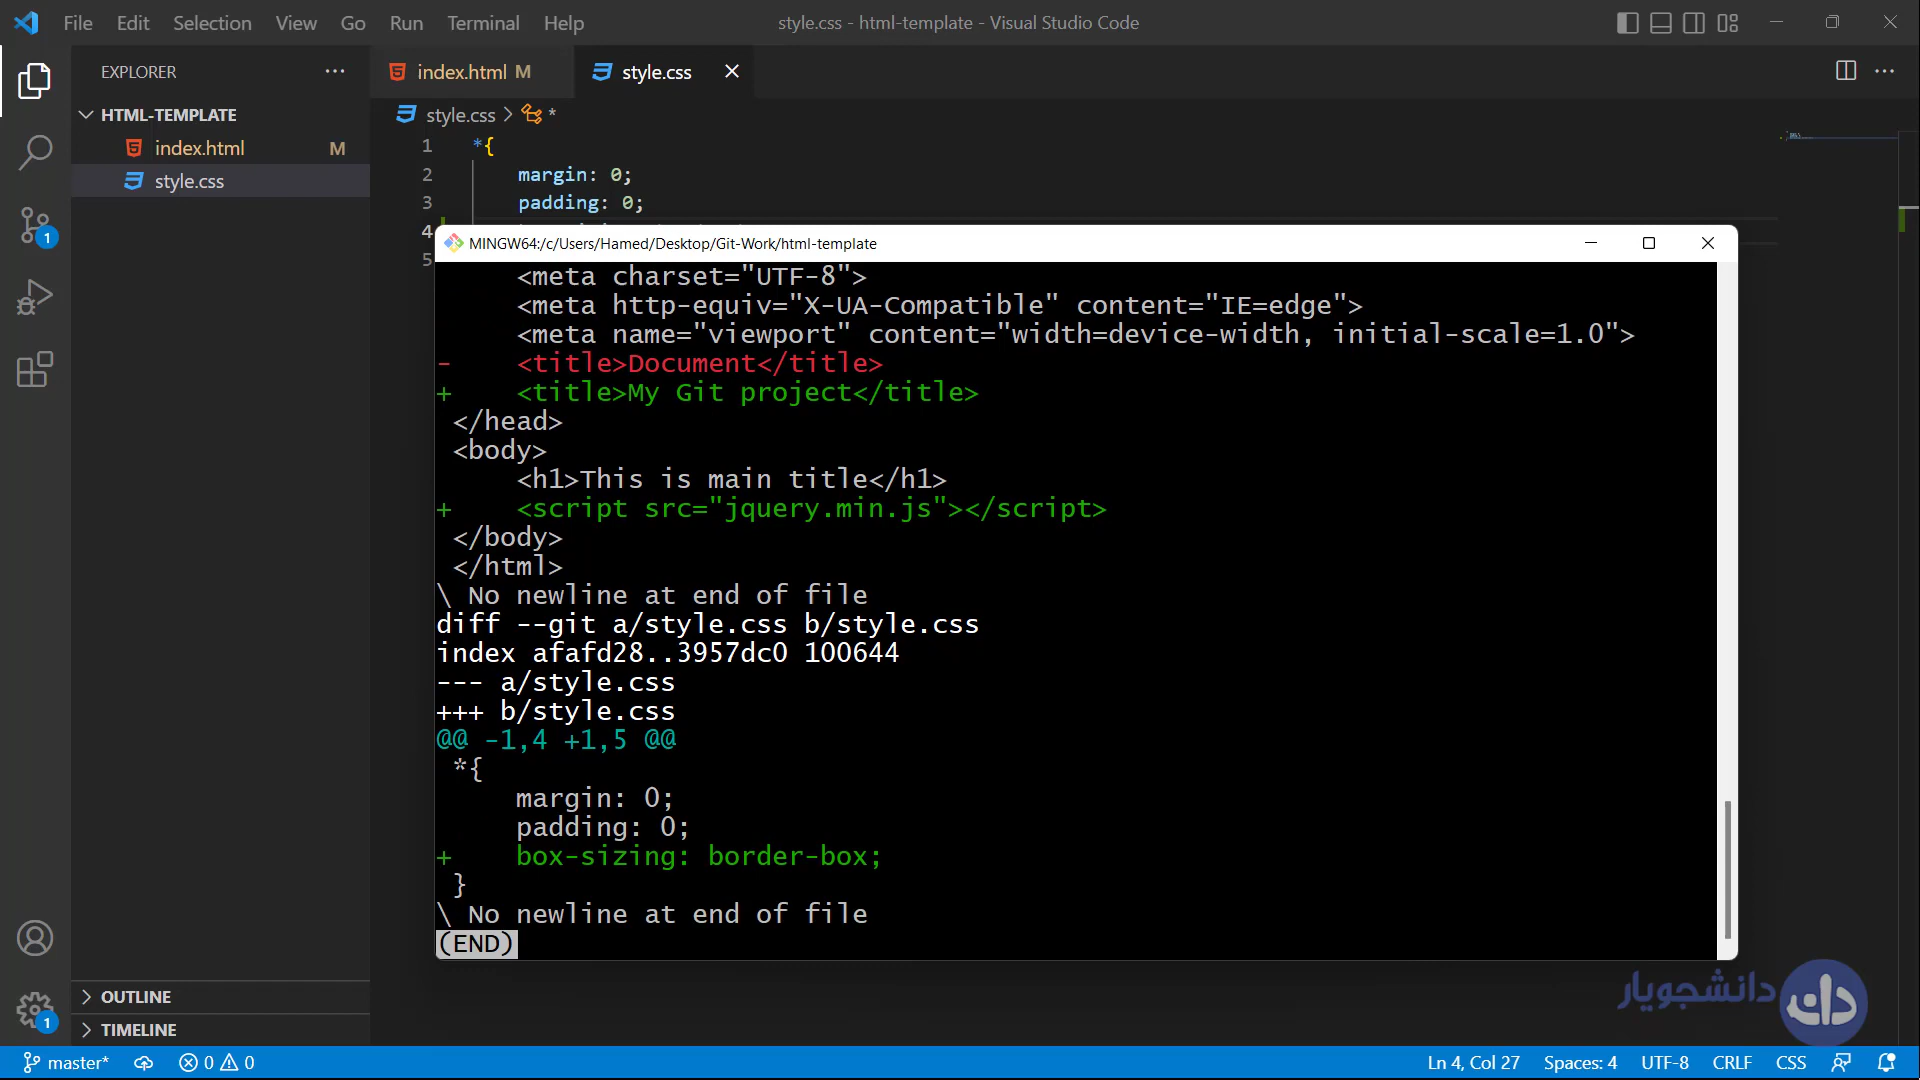 File Edit Selection View Go Run Terminal Help
style.css - html-template - Visual Studio Code
EXPLORER
index.html M
style.css
HTML-TEMPLATE
style.css > *
index.html M
style.css
1 *{
2 margin: 0;
3 padding: 0;
4
5
MINGW64:/c/Users/Hamed/Desktop/Git-Work/html-template
<meta charset="UTF-8">
<meta http-equiv="X-UA-Compatible" content="IE=edge">
<meta name="viewport" content="width=device-width, initial-scale=1.0">
- <title>Document</title>
+ <title>My Git project</title>
</head>
<body>
<h1>This is main title</h1>
+ <script src="jquery.min.js"></script>
</body>
</html>
\ No newline at end of file
diff --git a/style.css b/style.css
index afafd28..3957dc0 100644
--- a/style.css
+++ b/style.css
@@ -1,4 +1,5 @@
*{
margin: 0;
padding: 0;
+ box-sizing: border-box;
}
\ No newline at end of file
(END)
1
دانشجویار
دان
OUTLINE
1
TIMELINE
master* 0 0
Ln 4, Col 27 Spaces: 4 UTF-8 CRLF CSS